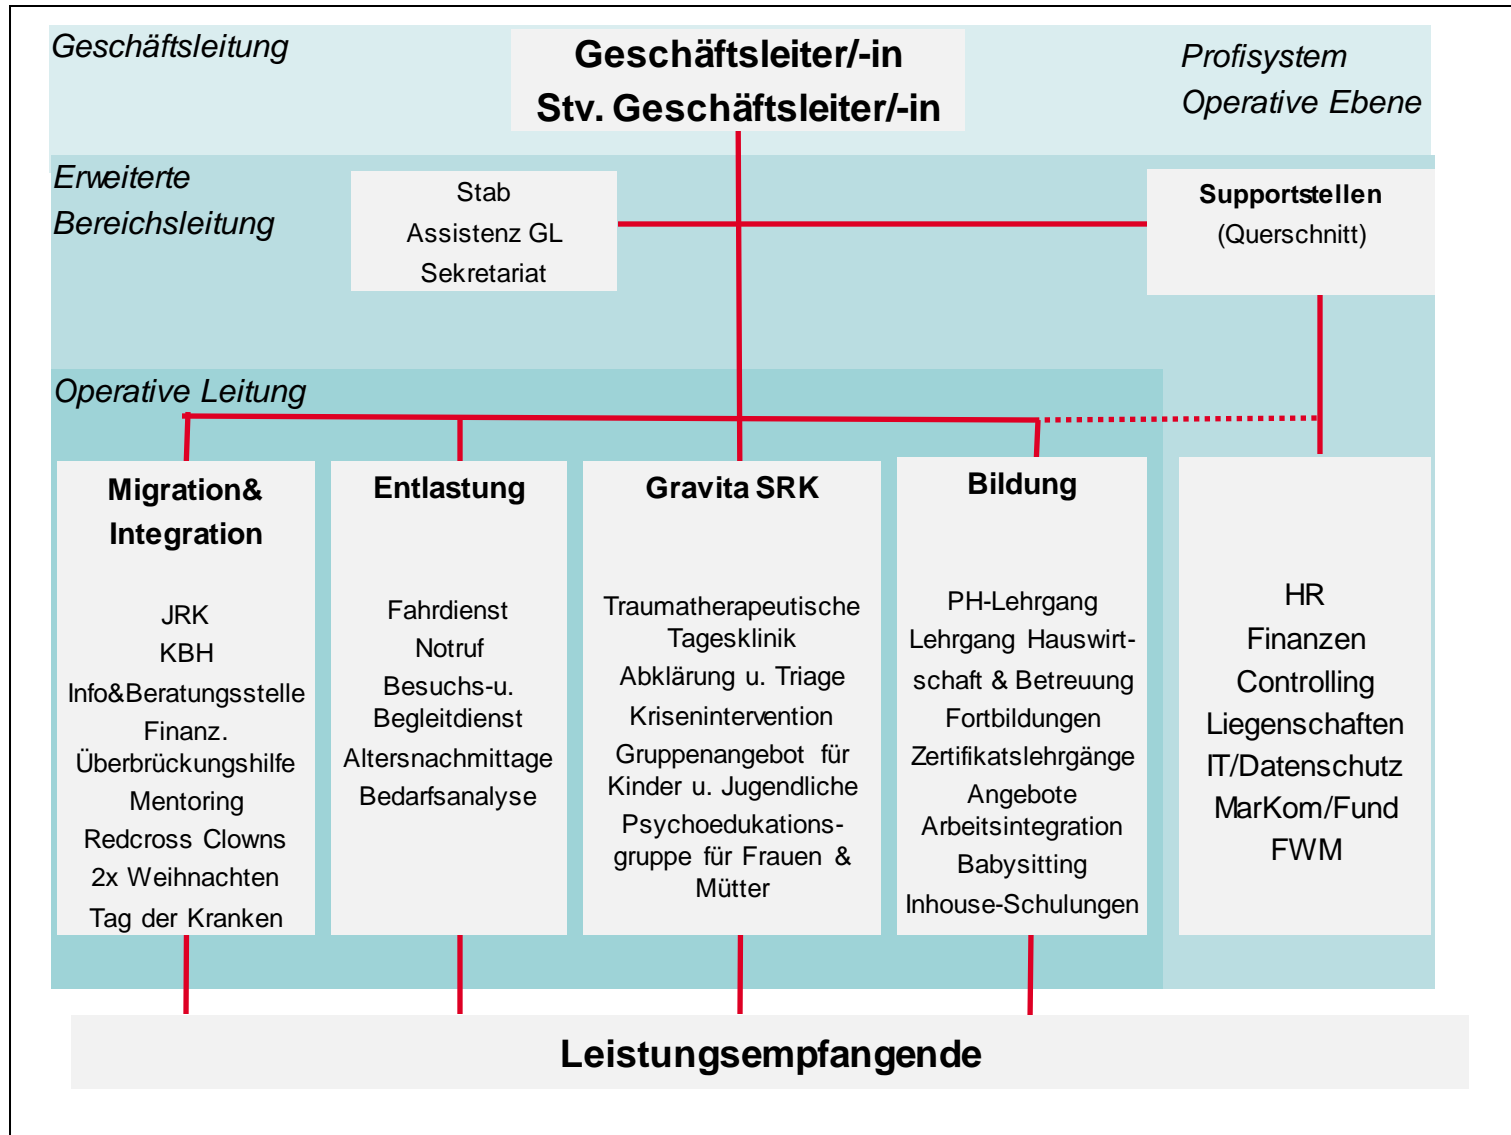 Geschäftsleitung
Geschäftsleiter/-in
Stv. Geschäftsleiter/-in
Profisystem
Operative Ebene
Erweiterte
Bereichsleitung
Stab
Assistenz GL
Sekretariat
Supportstellen
(Querschnitt)
Operative Leitung
Migration&
Integration
JRK
KBH
Info&Beratungsstelle
Finanz.
Überbrückungshilfe
Mentoring
Redcross Clowns
2x Weihnachten
Tag der Kranken
Entlastung
Fahrdienst
Notruf
Besuchs-u.
Begleitdienst
Altersnachmittage
Bedarfsanalyse
Gravita SRK
Traumatherapeutische
Tagesklinik
Abklärung u. Triage
Krisenintervention
Gruppenangebot für
Kinder u. Jugendliche
Psychoedukations-
gruppe für Frauen &
Mütter
Bildung
PH-Lehrgang
Lehrgang Hauswirt-
schaft & Betreuung
Fortbildungen
Zertifikatslehrgänge
Angebote
Arbeitsintegration
Babysitting
Inhouse-Schulungen
HR
Finanzen
Controlling
Liegenschaften
IT/Datenschutz
MarKom/Fund
FWM
Leistungsempfangende